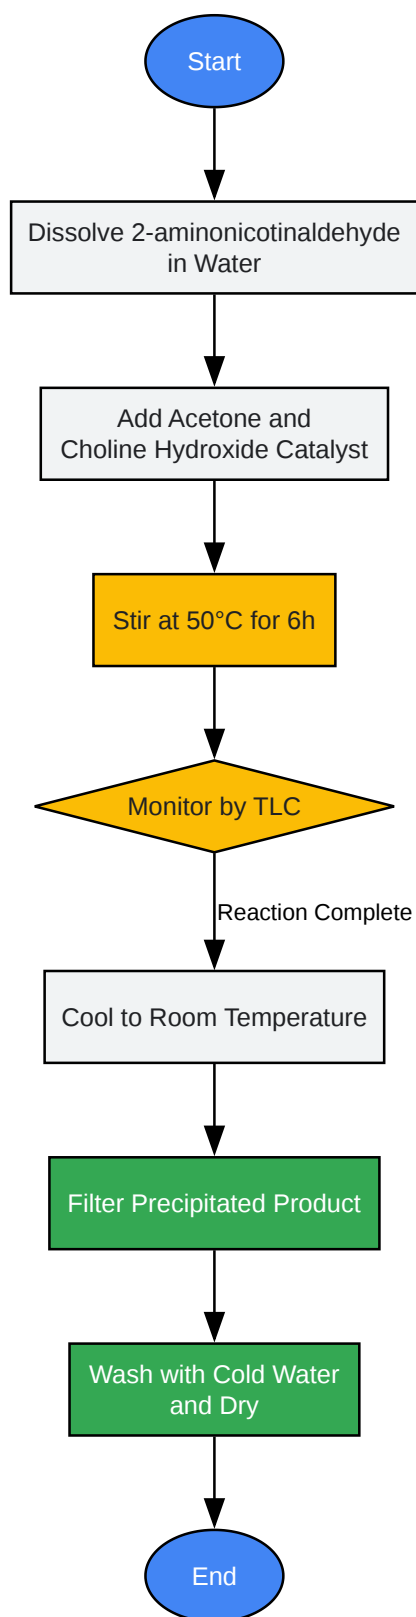 Start
Dissolve 2-aminonicotinaldehyde
in Water
Add Acetone and
Choline Hydroxide Catalyst
Stir at 50°C for 6h
Monitor by TLC
Reaction Complete
Cool to Room Temperature
Filter Precipitated Product
Wash with Cold Water
and Dry
End